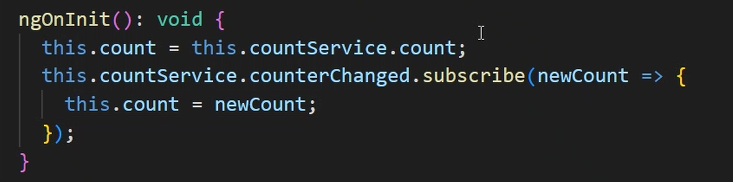 ngOnInit(): void {
this.count = this.countService.count;
this.countService.counterChanged.subscribe(newCount => {
this.count = newCount;
});
}